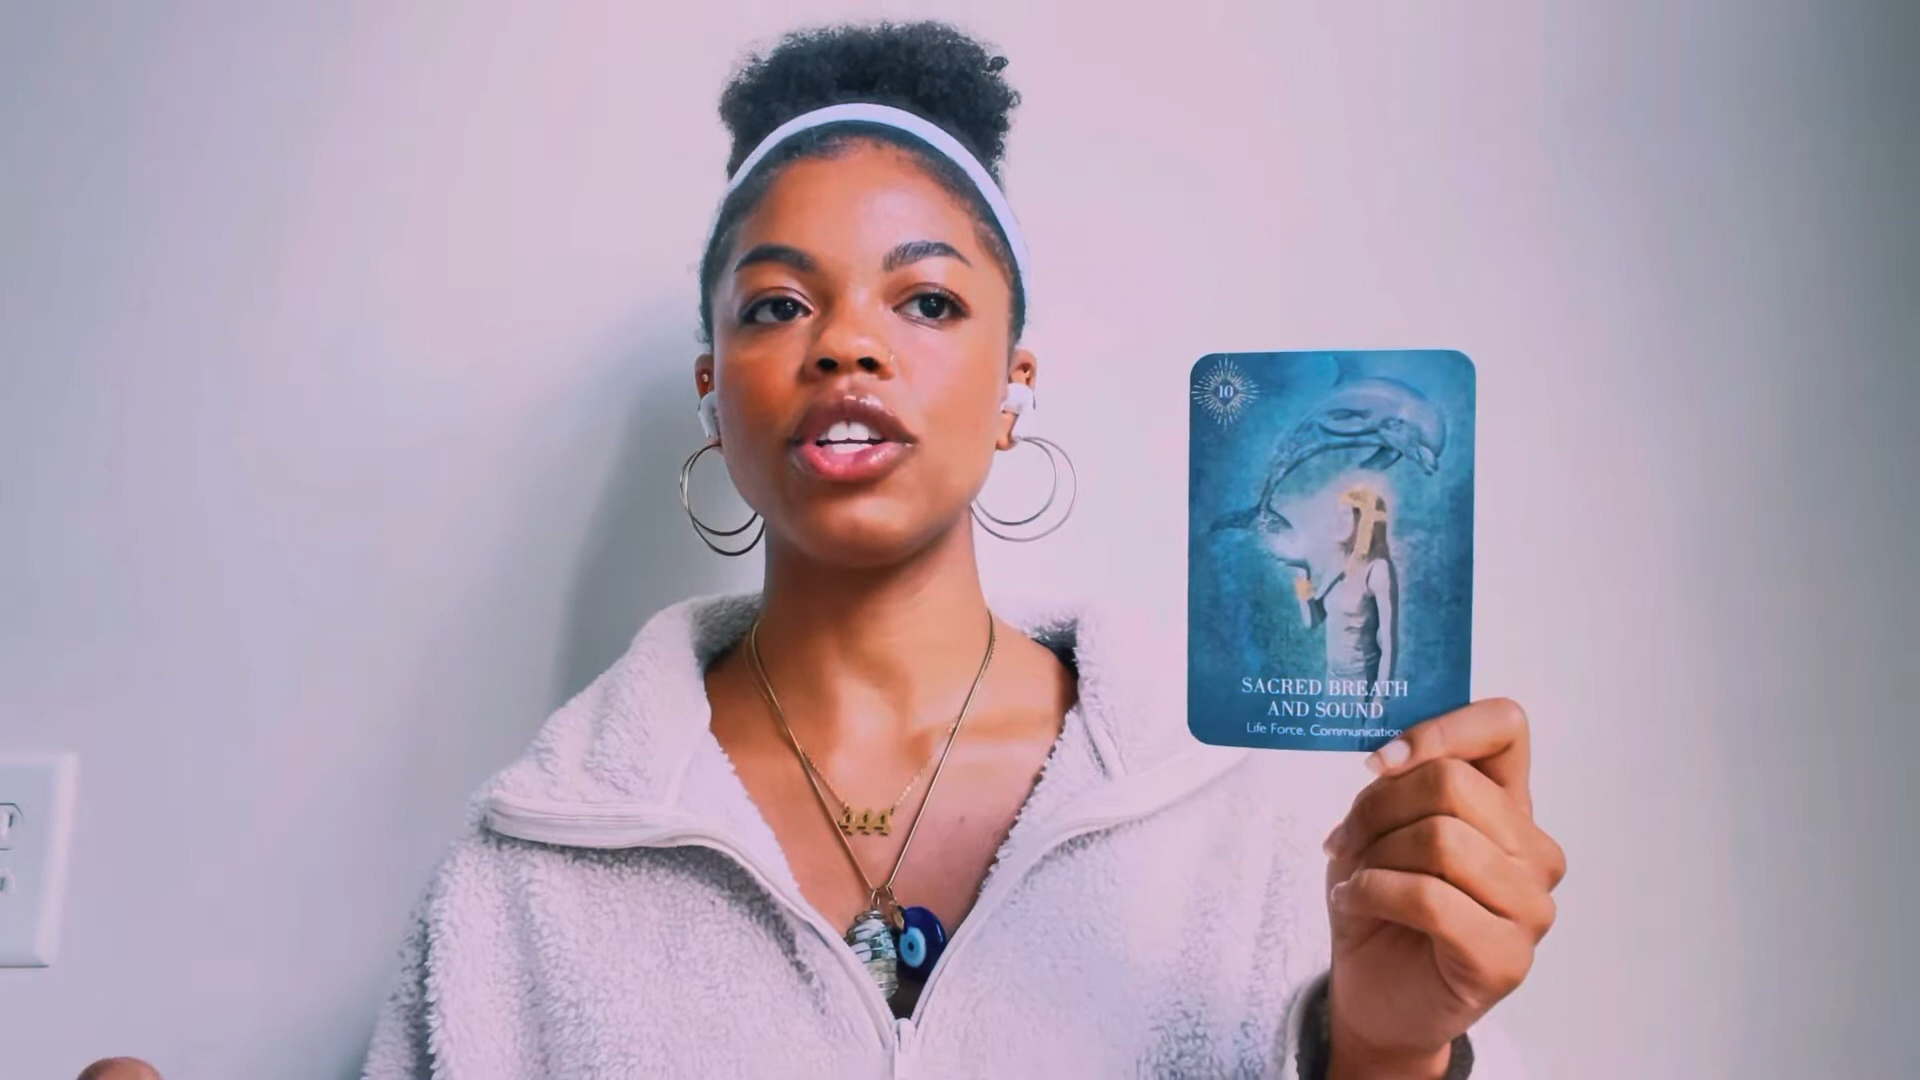 10
SACRED BREATH
AND SOUND
Life Force, Communication
444